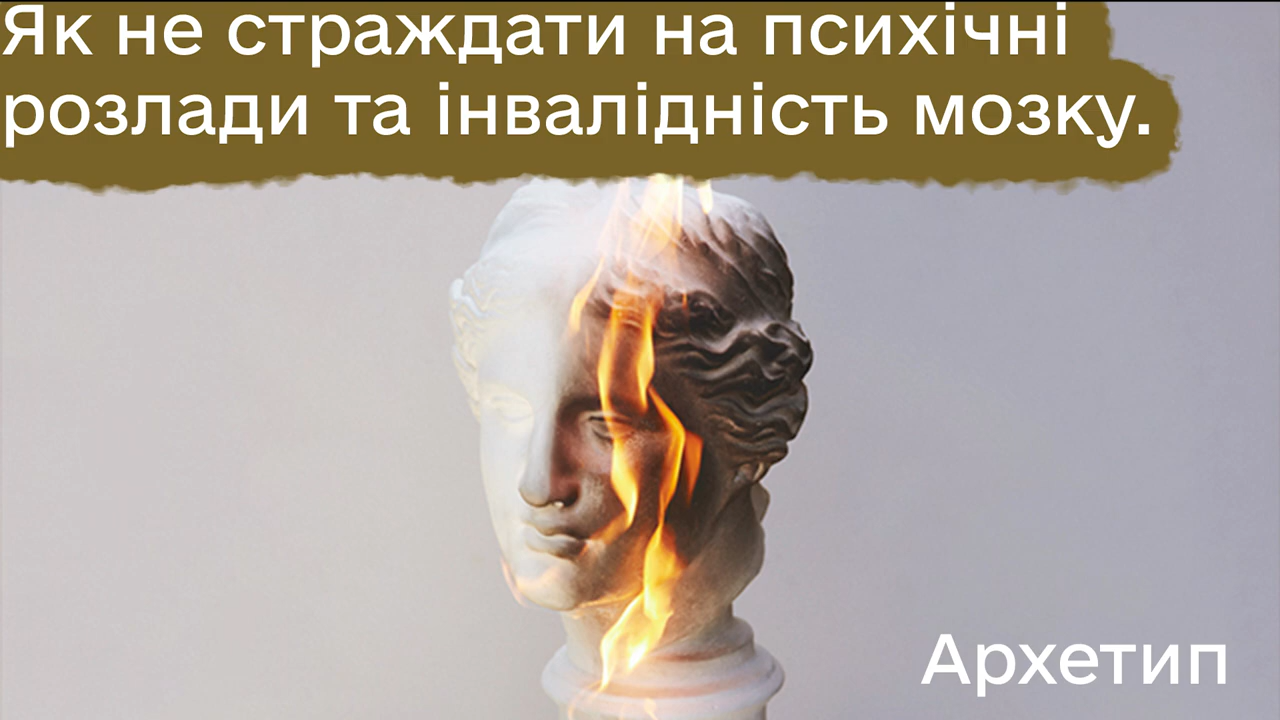 Як не страждати на психічні
розлади та інвалідність мозку.
Архетип